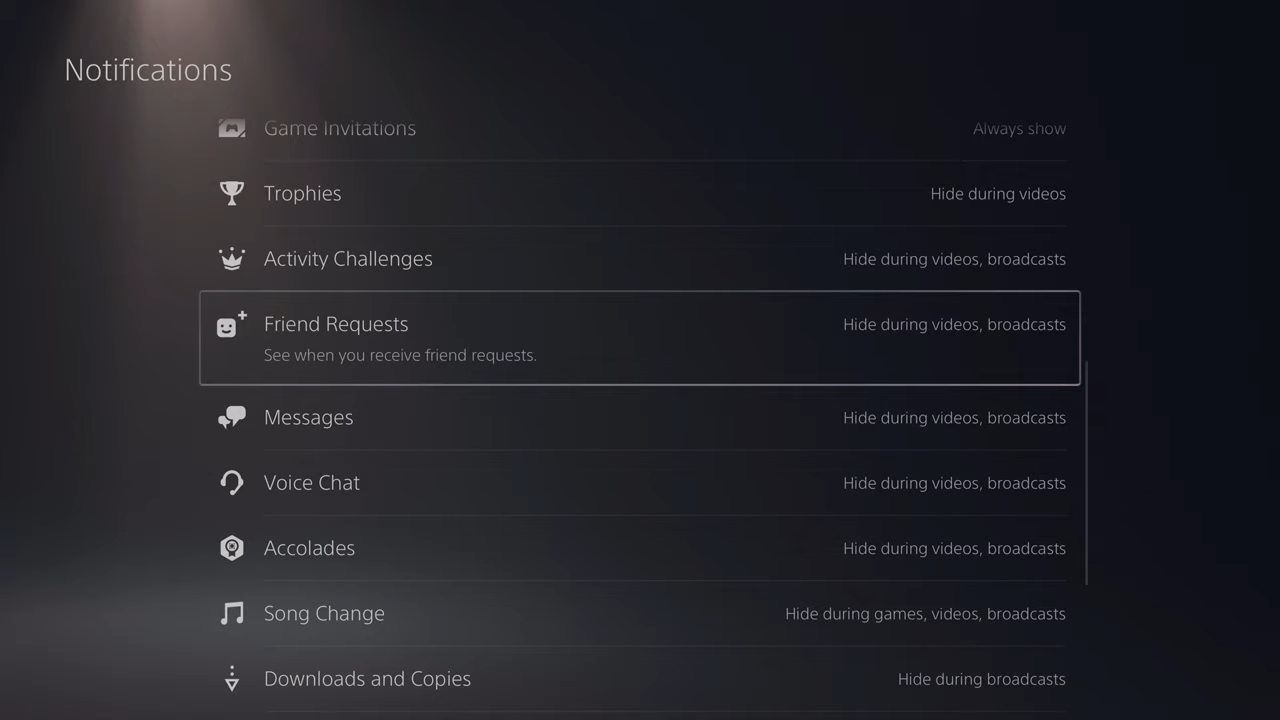 Notifications
Game Invitations Always show
Trophies Hide during videos
Activity Challenges Hide during videos, broadcasts
Friend Requests Hide during videos, broadcasts
See when you receive friend requests.
Messages Hide during videos, broadcasts
Voice Chat Hide during videos, broadcasts
Accolades Hide during videos, broadcasts
Song Change Hide during games, videos, broadcasts
Downloads and Copies Hide during broadcasts